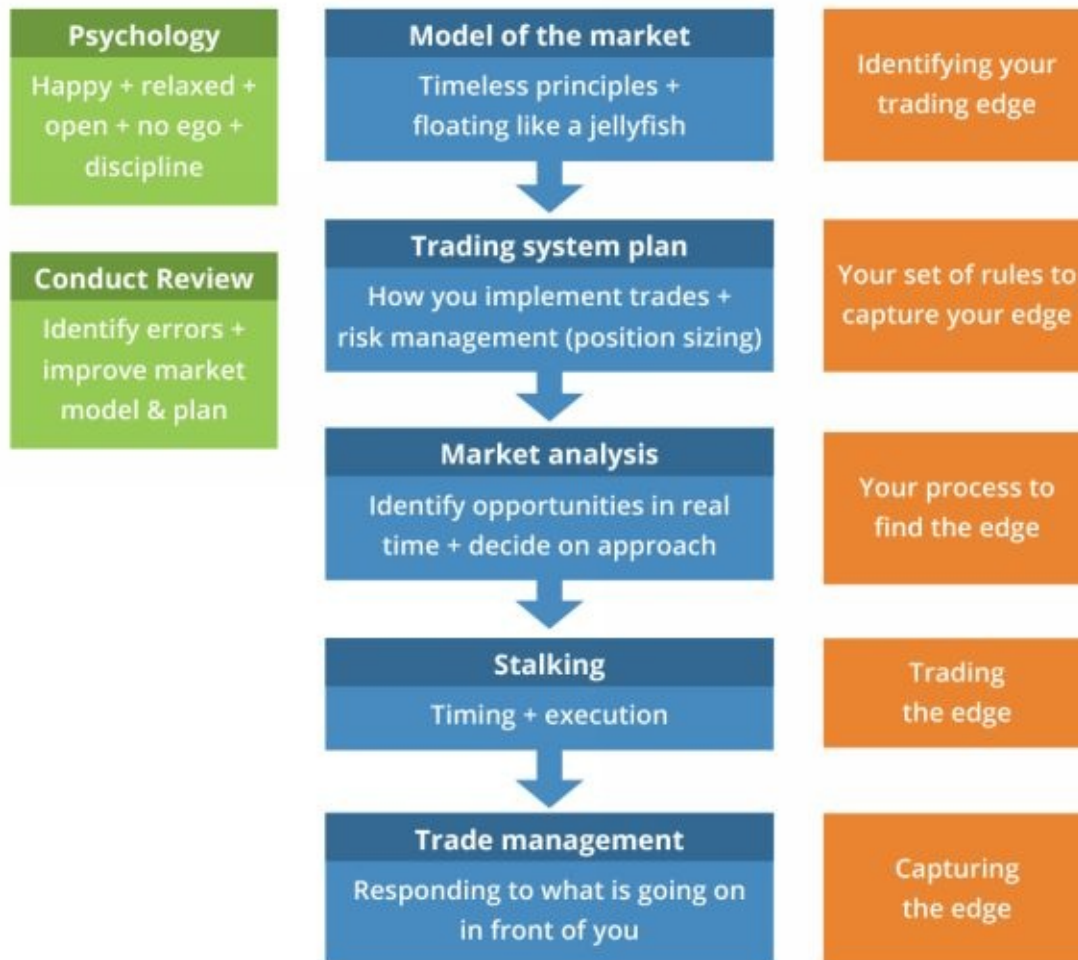 Psychology
Happy + relaxed +
open + no ego +
discipline
Conduct Review
Identify errors +
improve market
model & plan
Model of the market
Timeless principles +
floating like a jellyfish
Trading system plan
How you implement trades +
risk management (position sizing)
Market analysis
Identify opportunities in real
time + decide on approach
Stalking
Timing + execution
Trade management
Responding to what is going on
in front of you
Identifying your
trading edge
Your set of rules to
capture your edge
Your process to
find the edge
Trading
the edge
Capturing
the edge